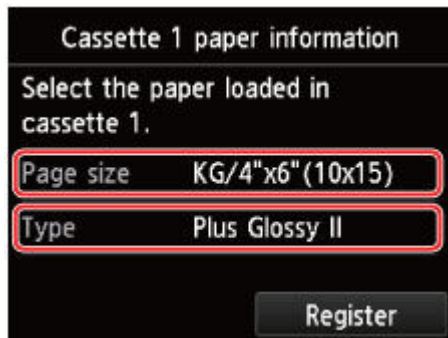 Cassette 1 paper information
Select the paper loaded in
cassette 1.
Page size KG/4"x6"(10x15)
Type Plus Glossy II
Register